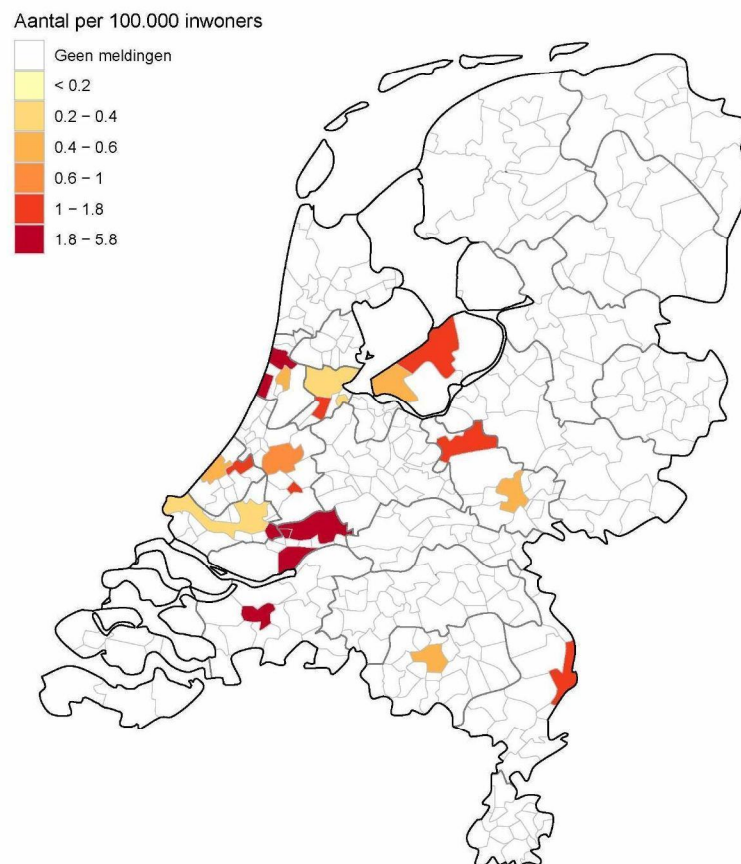 Aantal per 100.000 inwoners
Geen meldingen
< 0.2
0.2 – 0.4
0.4 – 0.6
0.6 – 1
1 – 1.8
1.8 – 5.8